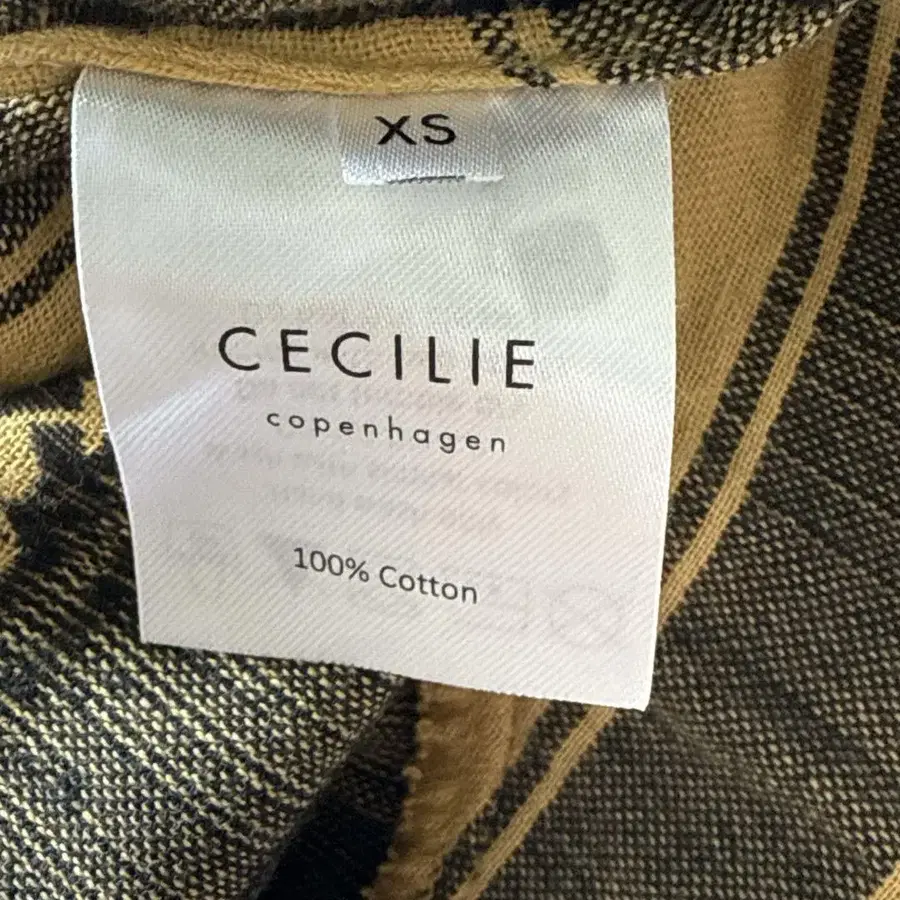 XS
CECILIE
copenhagen
100% Cotton